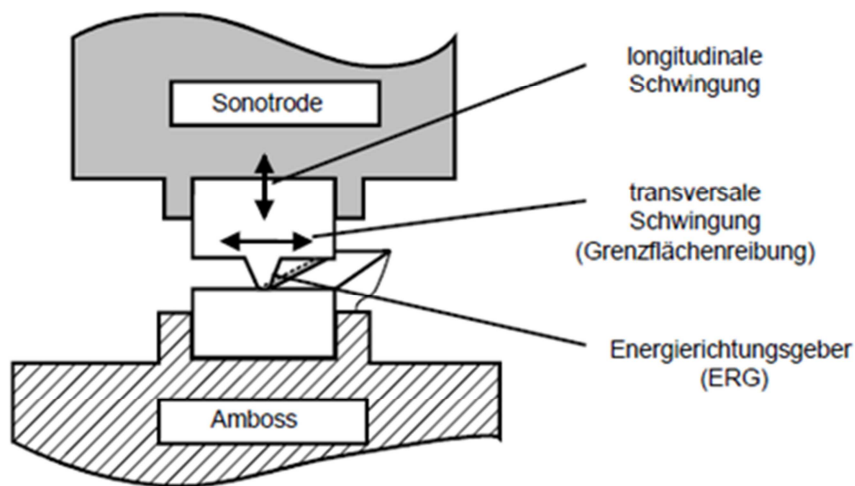 longitudinale
Schwingung
Sonotrode
transversale
Schwingung
(Grenzflächenreibung)
Energierichtungsgeber
(ERG)
Amboss